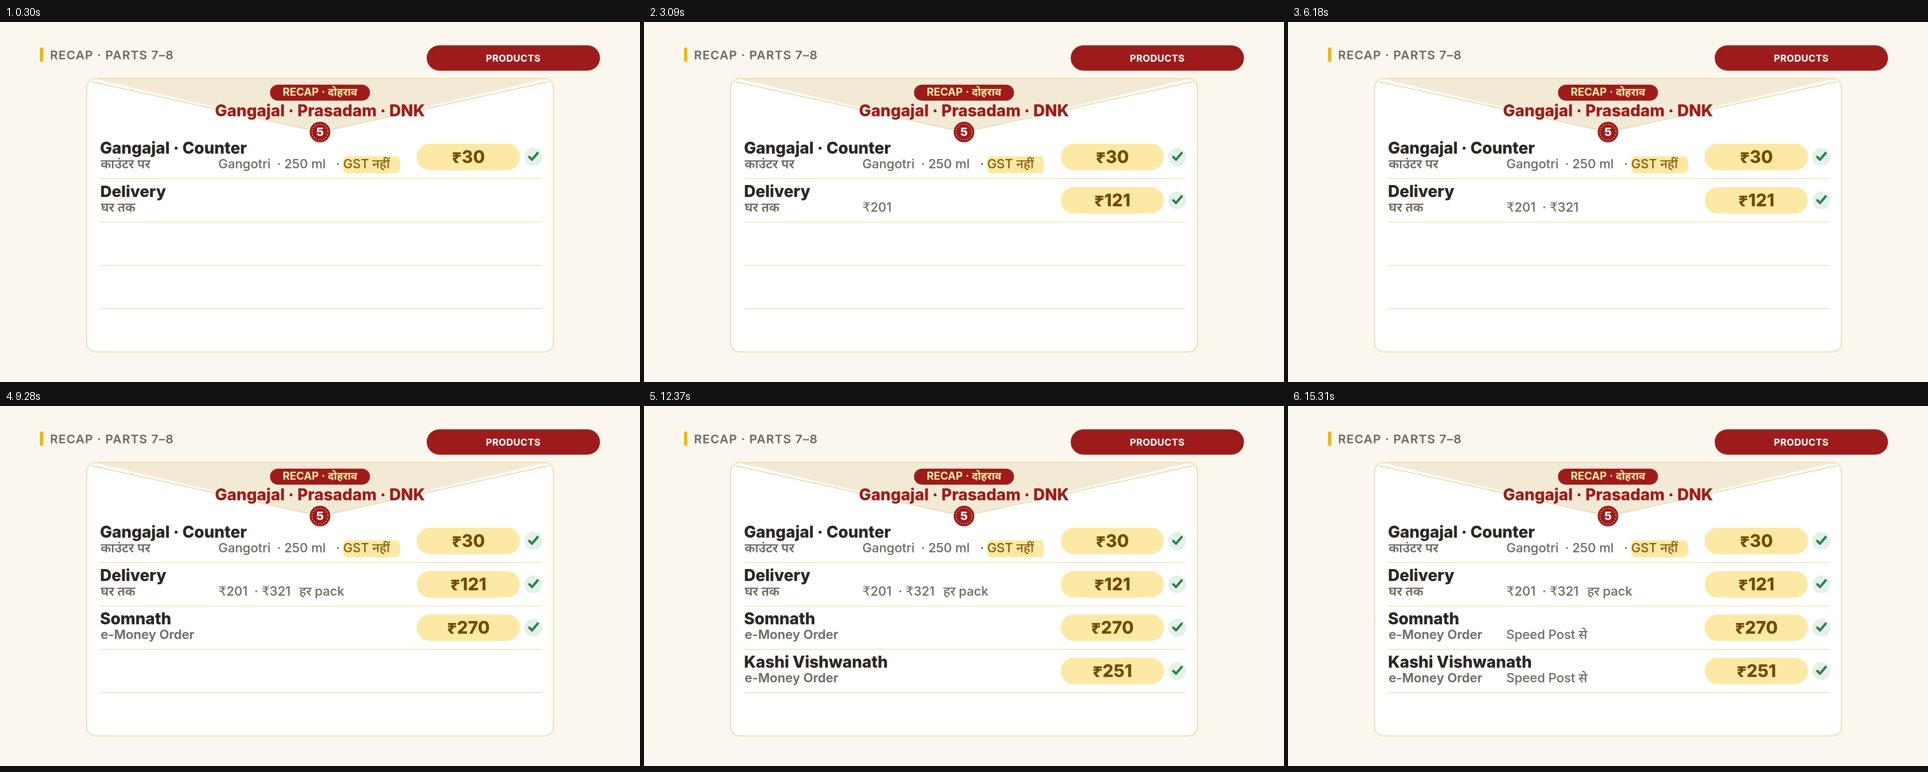 1. 0.30s
RECAP · PARTS 7–8
PRODUCTS
RECAP · दोहराव
Gangajal · Prasadam · DNK
5
Gangajal · Counter
काउंटर पर Gangotri · 250 ml · GST नहीं ₹30
Delivery
घर तक
2. 3.09s
RECAP · PARTS 7–8
PRODUCTS
RECAP · दोहराव
Gangajal · Prasadam · DNK
5
Gangajal · Counter
काउंटर पर Gangotri · 250 ml · GST नहीं ₹30
Delivery
घर तक ₹201 ₹121
3. 6.18s
RECAP · PARTS 7–8
PRODUCTS
RECAP · दोहराव
Gangajal · Prasadam · DNK
5
Gangajal · Counter
काउंटर पर Gangotri · 250 ml · GST नहीं ₹30
Delivery
घर तक ₹201 · ₹321 ₹121
4. 9.28s
RECAP · PARTS 7–8
PRODUCTS
RECAP · दोहराव
Gangajal · Prasadam · DNK
5
Gangajal · Counter
काउंटर पर Gangotri · 250 ml · GST नहीं ₹30
Delivery
घर तक ₹201 · ₹321 हर pack ₹121
Somnath
e-Money Order ₹270
5. 12.37s
RECAP · PARTS 7–8
PRODUCTS
RECAP · दोहराव
Gangajal · Prasadam · DNK
5
Gangajal · Counter
काउंटर पर Gangotri · 250 ml · GST नहीं ₹30
Delivery
घर तक ₹201 · ₹321 हर pack ₹121
Somnath
e-Money Order ₹270
Kashi Vishwanath
e-Money Order ₹251
6. 15.31s
RECAP · PARTS 7–8
PRODUCTS
RECAP · दोहराव
Gangajal · Prasadam · DNK
5
Gangajal · Counter
काउंटर पर Gangotri · 250 ml · GST नहीं ₹30
Delivery
घर तक ₹201 · ₹321 हर pack ₹121
Somnath
e-Money Order Speed Post से ₹270
Kashi Vishwanath
e-Money Order Speed Post से ₹251